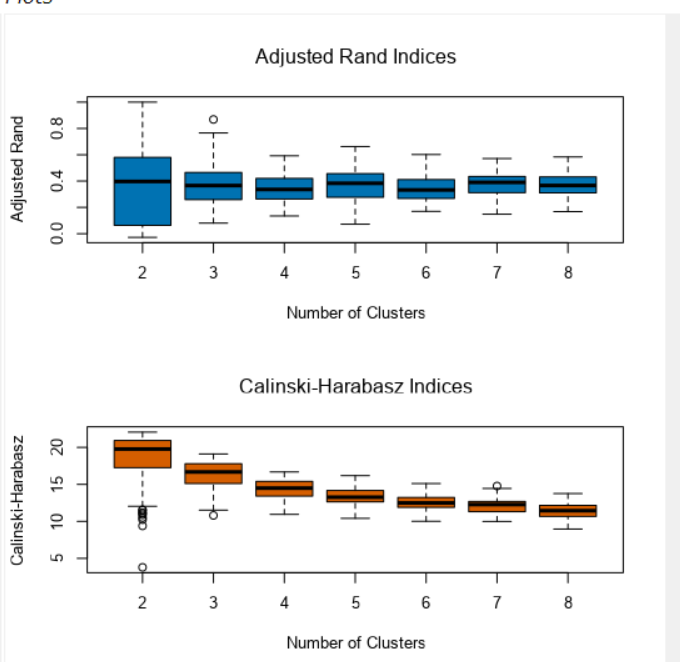 Plots
Adjusted Rand Indices
Adjusted Rand
0.8
0.4
0.0
2 3 4 5 6 7 8
Number of Clusters
Calinski-Harabasz Indices
Calinski-Harabasz
20
15
10
5
2 3 4 5 6 7 8
Number of Clusters